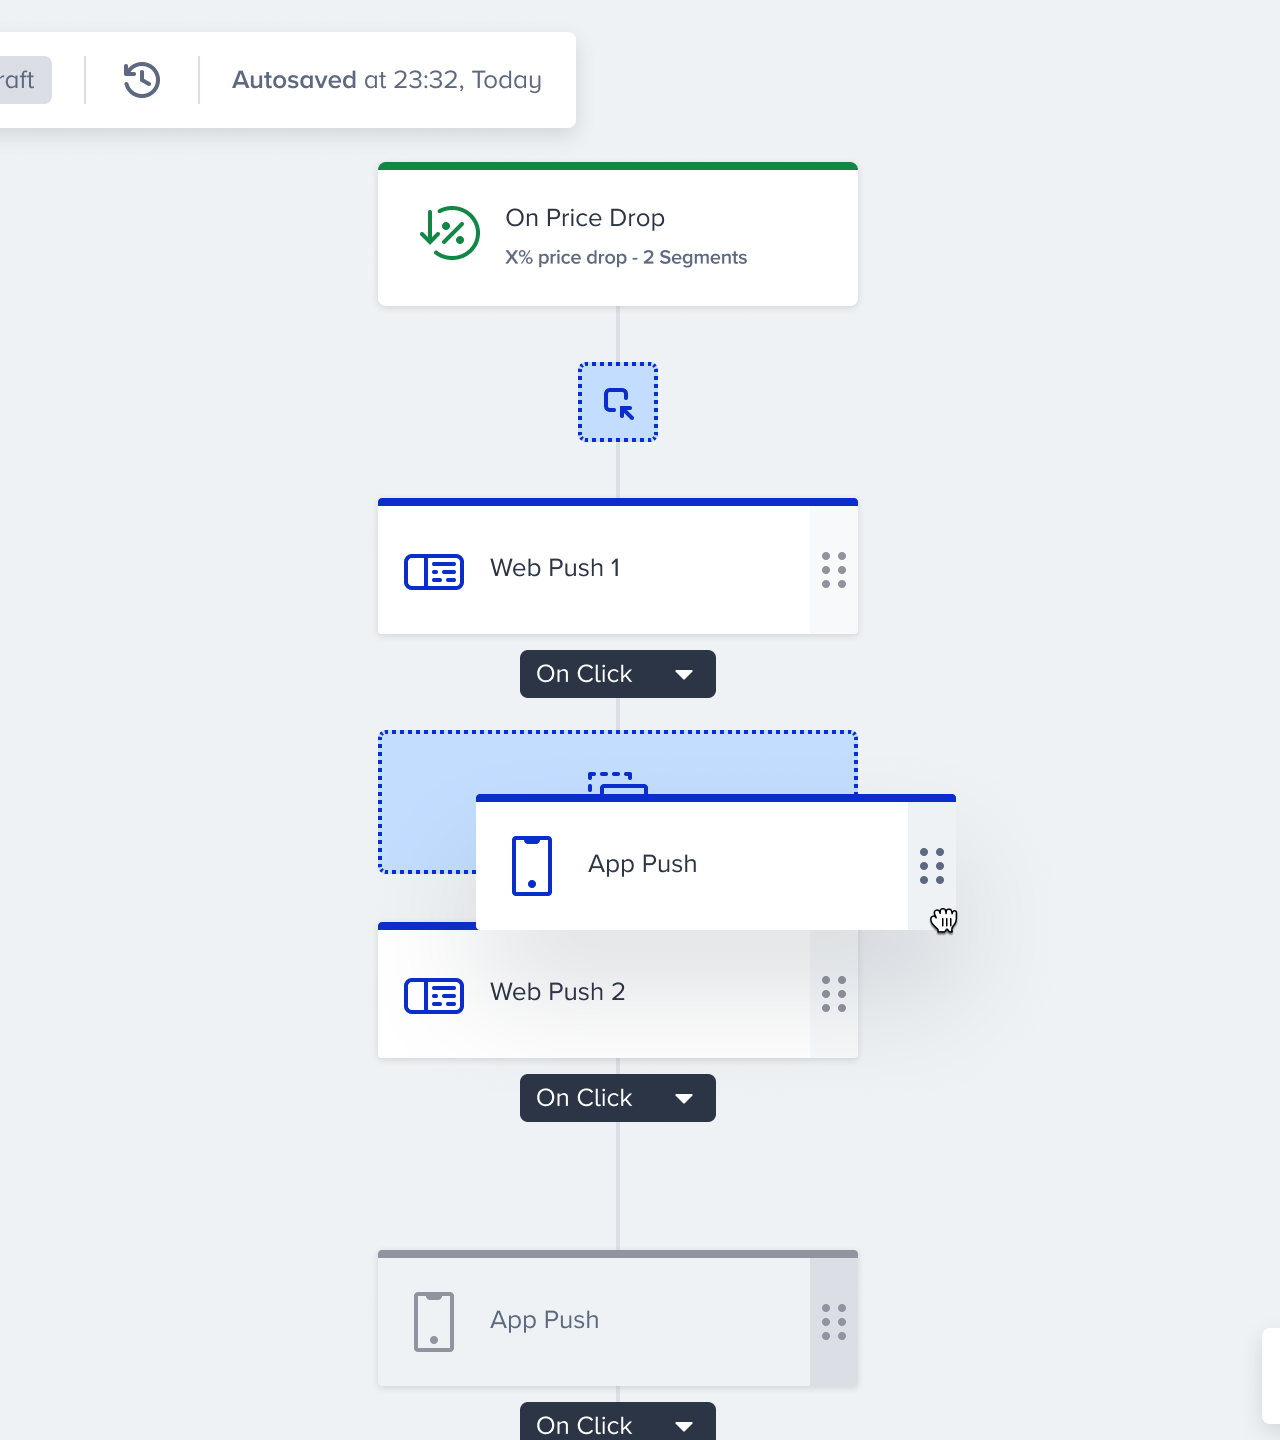 raft
Autosaved at 23:32, Today
On Price Drop
X% price drop - 2 Segments
Web Push 1
On Click
App Push
Web Push 2
On Click
App Push
On Click